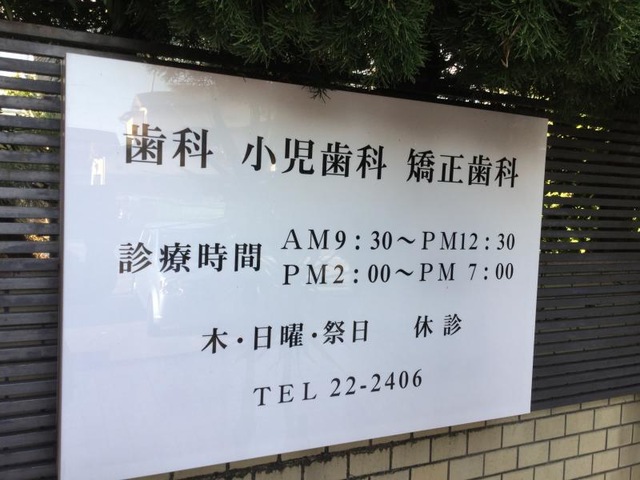 歯科 小児歯科 矯正歯科
診療時間 AM9:30～PM12:30
PM2:00～PM 7:00
木・日曜・祭日 休診
TEL 22-2406